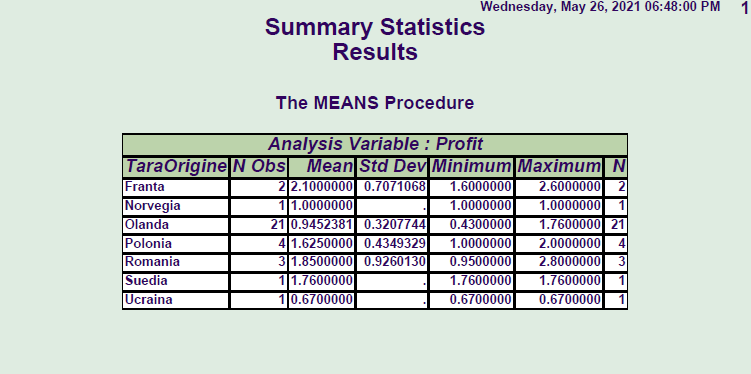 Wednesday, May 26, 2021 06:48:00 PM 1
Summary Statistics
Results
The MEANS Procedure
Analysis Variable : Profit
TaraOrigine N Obs Mean Std Dev Minimum Maximum N
Franta 2 2.1000000 0.7071068 1.6000000 2.6000000 2
Norvegia 1 1.0000000 . 1.0000000 1.0000000 1
Olanda 21 0.9452381 0.3207744 0.4300000 1.7600000 21
Polonia 4 1.6250000 0.4349329 1.0000000 2.0000000 4
Romania 3 1.8500000 0.9260130 0.9500000 2.8000000 3
Suedia 1 1.7600000 . 1.7600000 1.7600000 1
Ucraina 1 0.6700000 . 0.6700000 0.6700000 1